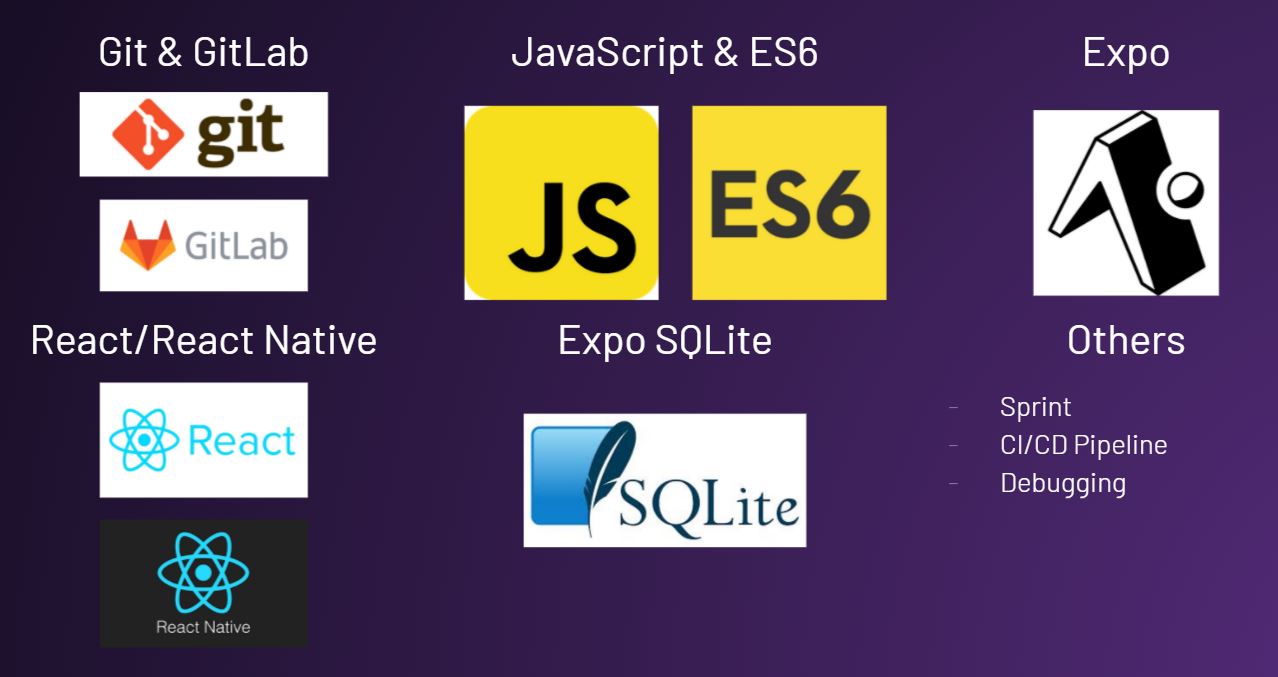 Git & GitLab
git
GitLab
JavaScript & ES6
JS
ES6
Expo
React/React Native
React
React Native
Expo SQLite
SQLite
Others
- Sprint
- CI/CD Pipeline
- Debugging